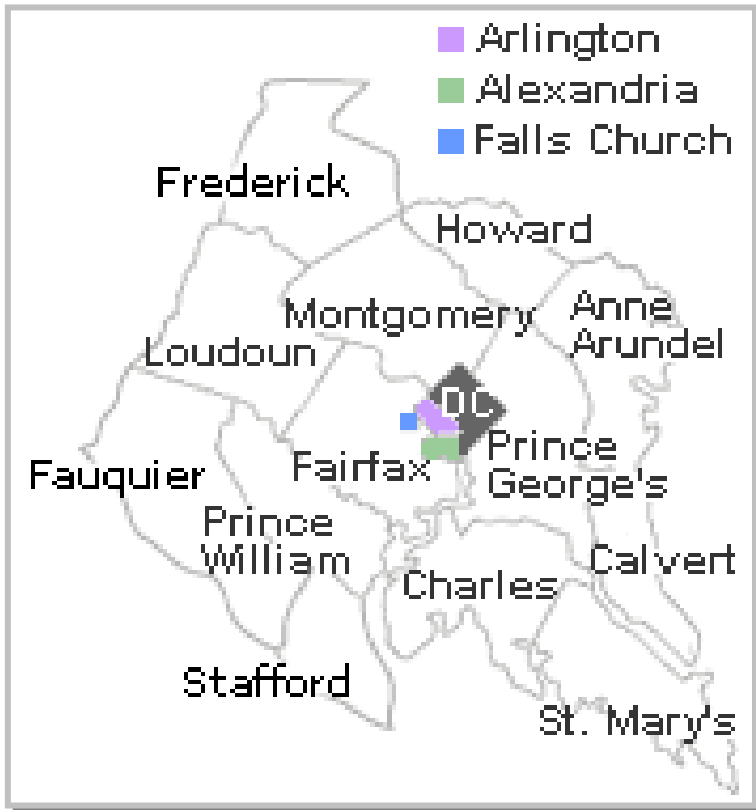 Arlington
Alexandria
Falls Church
Frederick
Howard
Montgomery
Anne
Arundel
Loudoun
DC
Fairfax
Prince
George's
Fauquier
Prince
William
Charles
Calvert
Stafford
St. Mary's